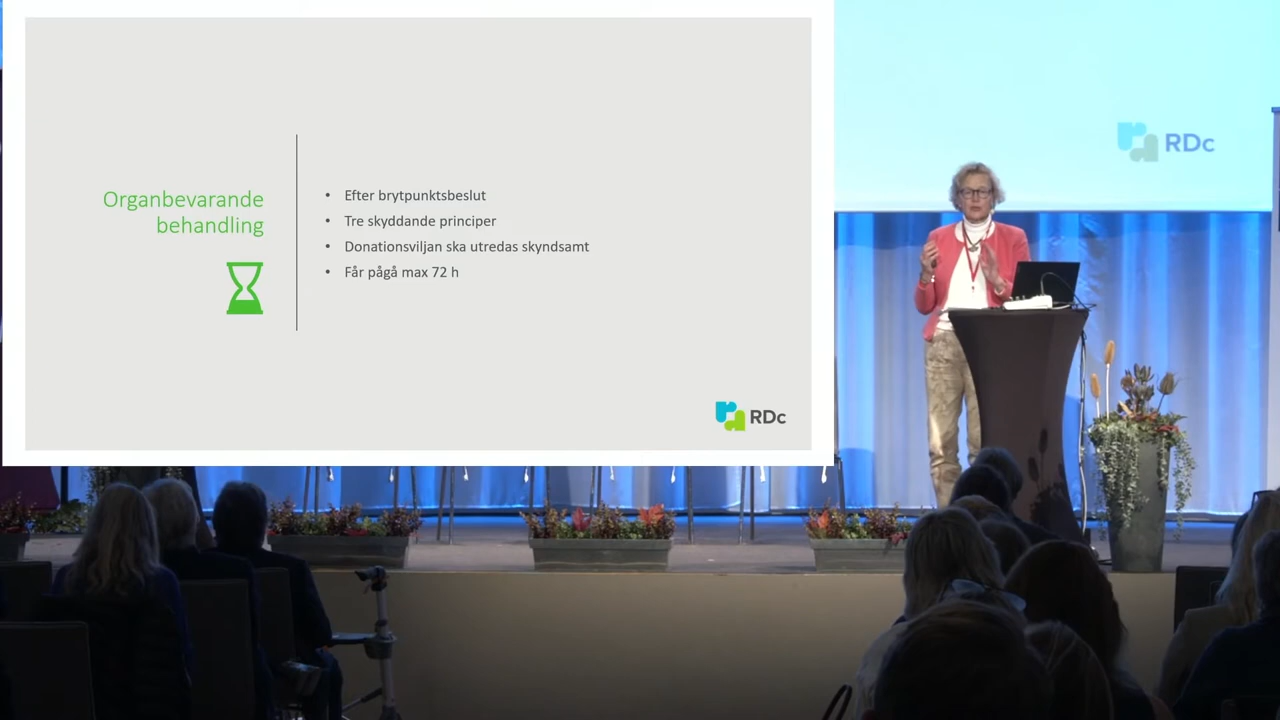 Organbevarande
behandling
• Efter brytpunktsbeslut
• Tre skyddande principer
• Donationsviljan ska utredas skyndsamt
• Får pågå max 72 h
RDc
RDc